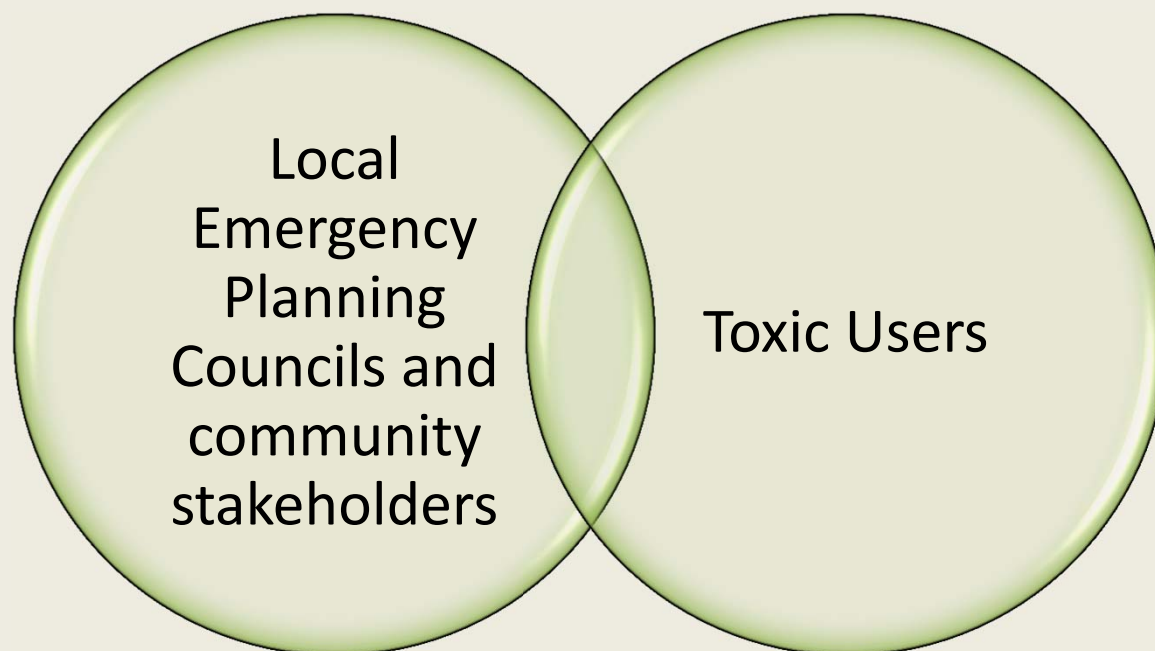 Local
Emergency
Planning
Councils and
community
stakeholders
Toxic Users